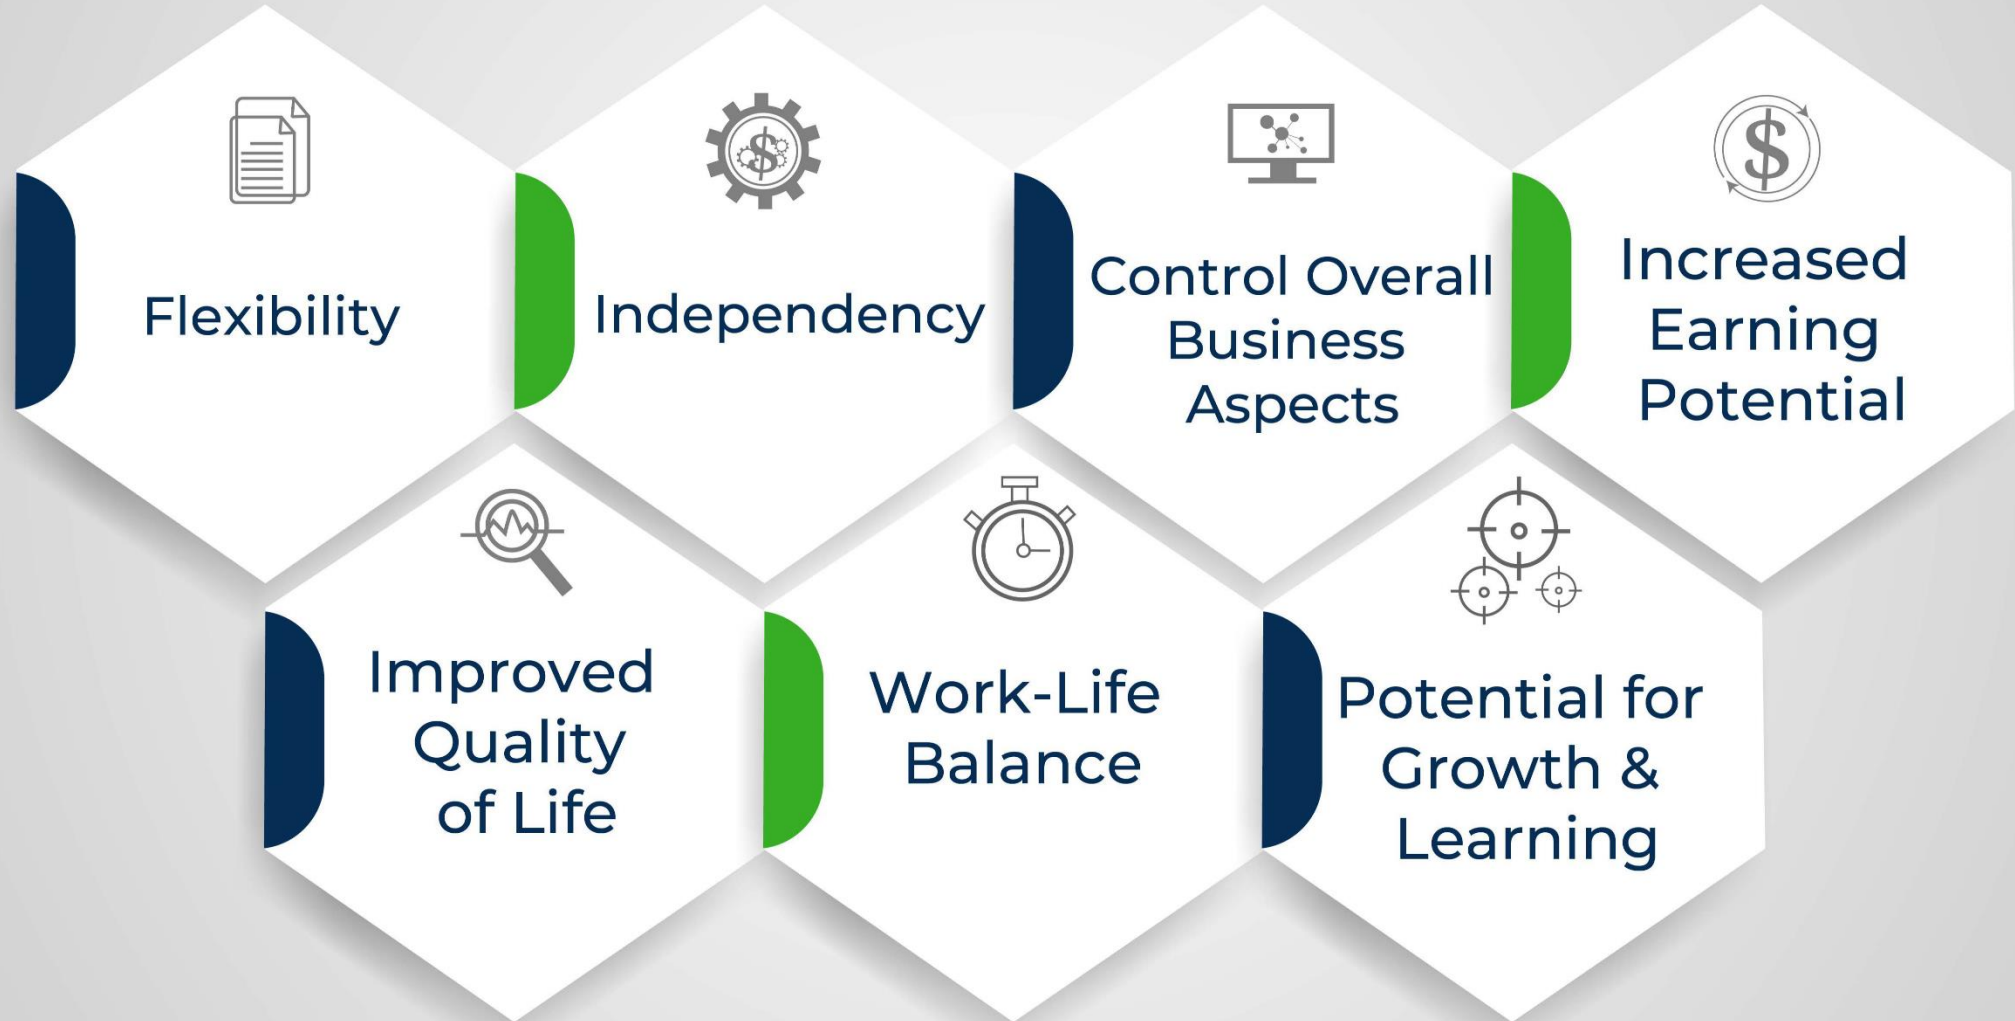 Flexibility
Independency
Control Overall
Business
Aspects
Increased
Earning
Potential
Improved
Quality
of Life
Work-Life
Balance
Potential for
Growth &
Learning